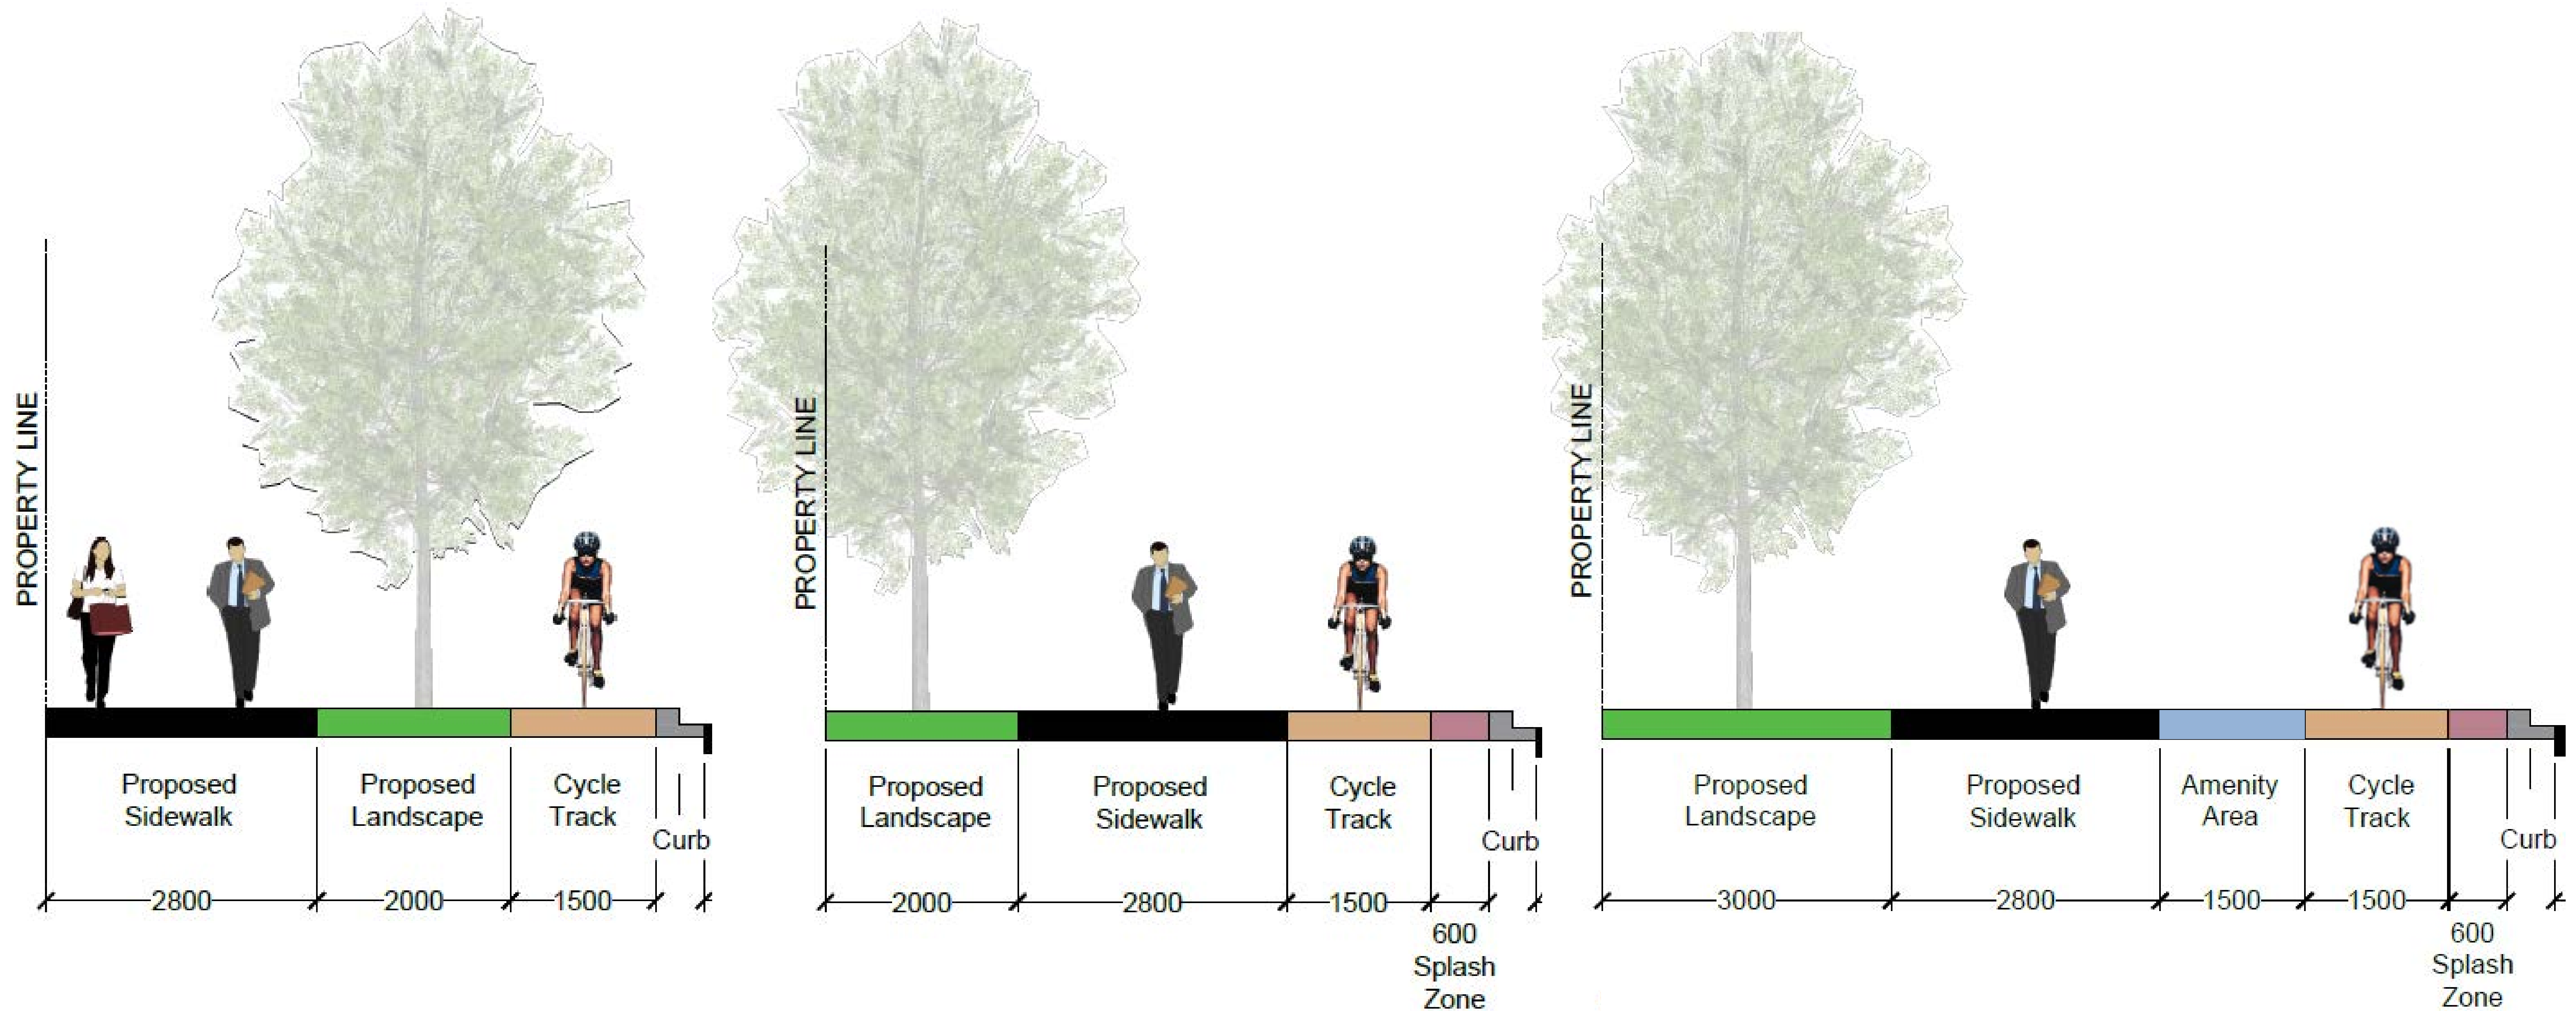 PROPERTY LINE
Proposed
Sidewalk
Proposed
Landscape
Cycle
Track
Curb
2800
2000
1500
PROPERTY LINE
Proposed
Landscape
Proposed
Sidewalk
Cycle
Track
Curb
2000
2800
1500
600
Splash
Zone
PROPERTY LINE
Proposed
Landscape
Proposed
Sidewalk
Amenity
Area
Cycle
Track
Curb
3000
2800
1500
1500
600
Splash
Zone